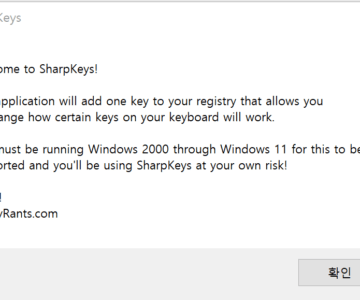 Keys
ome to SharpKeys!
application will add one key to your registry that allows you
ange how certain keys on your keyboard will work.
must be running Windows 2000 through Windows 11 for this to be
orted and you'll be using SharpKeys at your own risk!
!
yRants.com
확인